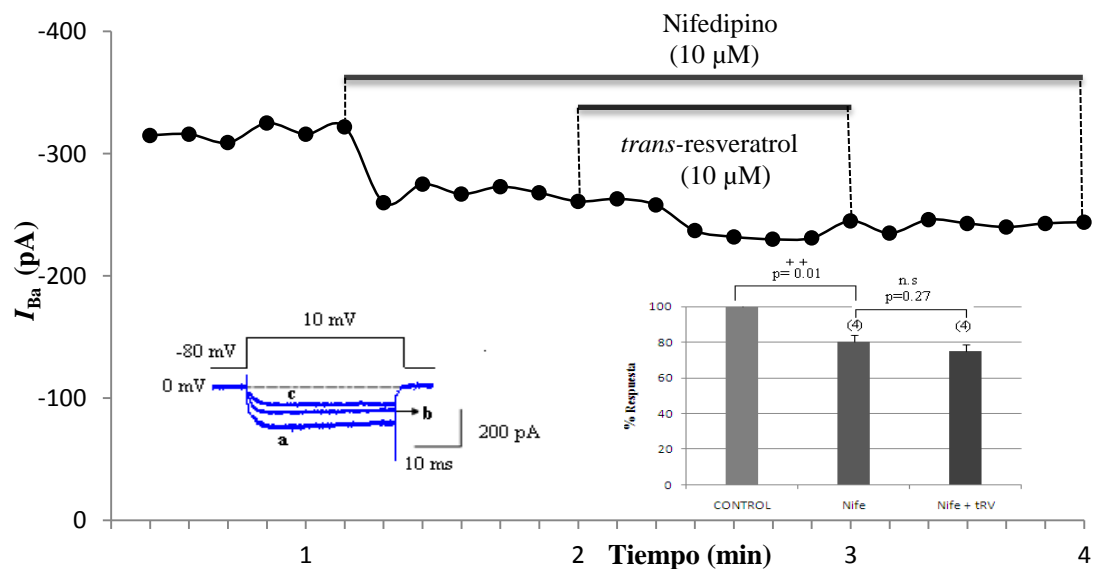 -400
-300
-200
-100
0
I Ba (pA)
Nifedipino
(10 µM)
trans-resveratrol
(10 µM)
10 mV
-80 mV
0 mV
c
b
a
200 pA
10 ms
+ +
p= 0.01
n.s
p=0.27
100
80
60
40
20
0
% Respuesta
(4)
(4)
CONTROL
Nife
Nife + tRV
1
2
Tiempo (min)
3
4